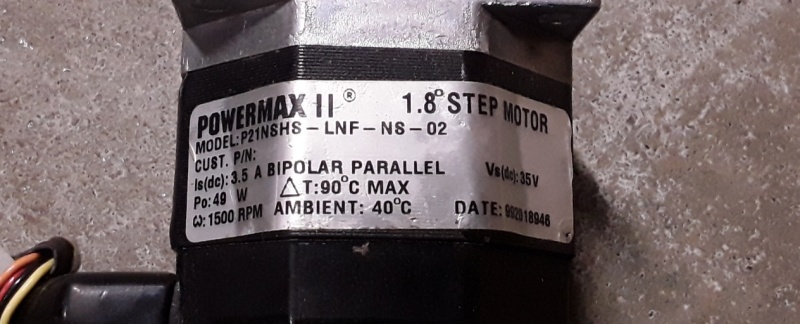 POWERMAX II® 1.8° STEP MOTOR
MODEL: P21NSHS-LNF-NS-02
CUST. P/N:
Is(dc): 3.5 A BIPOLAR PARALLEL Vs(dc): 35V
Po: 49 W △T: 90°C MAX
ω: 1500 RPM AMBIENT: 40°C DATE: